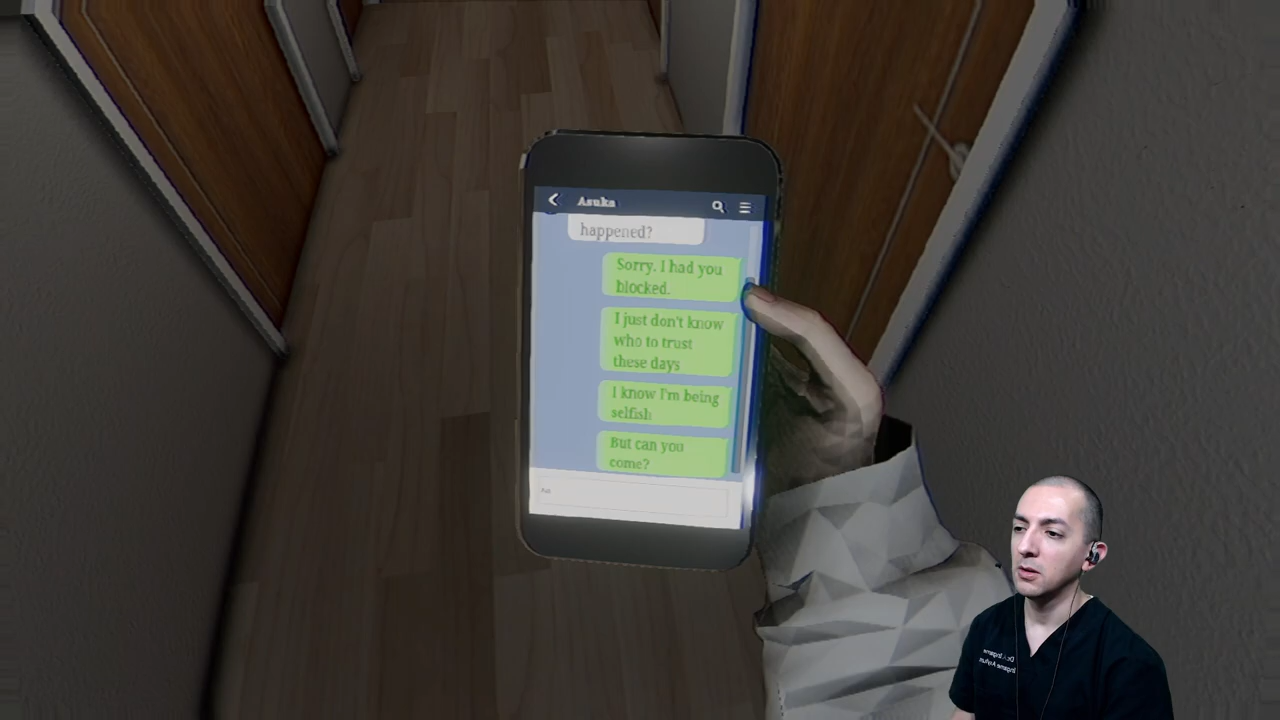 Asuka
happened?
Sorry. I had you
blocked.
I just don't know
who to trust
these days
I know I'm being
selfish
But can you
come?